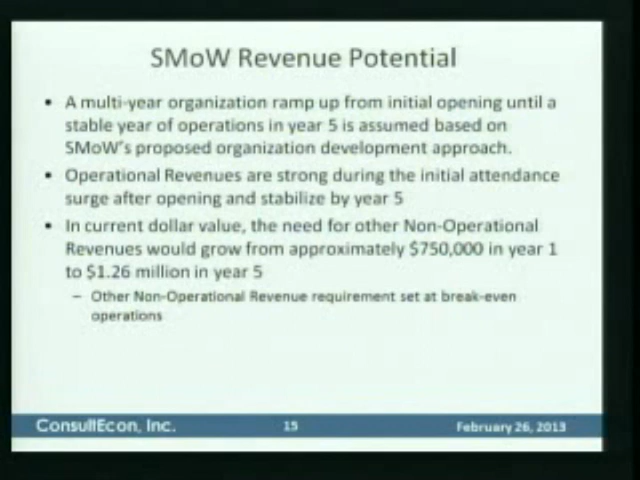 SMoW Revenue Potential
• A multi-year organization ramp up from initial opening until a
stable year of operations in year 5 is assumed based on
SMoW's proposed organization development approach.
• Operational Revenues are strong during the initial attendance
surge after opening and stabilize by year 5
• In current dollar value, the need for other Non-Operational
Revenues would grow from approximately $750,000 in year 1
to $1.26 million in year 5
– Other Non-Operational Revenue requirement set at break-even
operations
ConsultEcon, Inc. 15 February 26, 2013